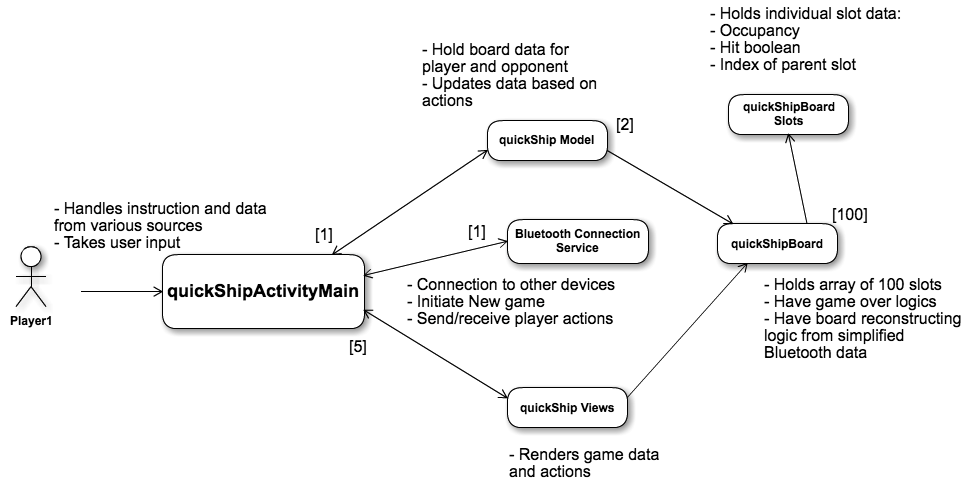 - Holds individual slot data:
- Occupancy
- Hit boolean
- Index of parent slot
- Hold board data for
player and opponent
- Updates data based on
actions
quickShipBoard
Slots
[2]
quickShip Model
- Handles instruction and data
from various sources
- Takes user input
[1]
[1]
Bluetooth Connection
Service
[100]
quickShipBoard
Player1
quickShipActivityMain
- Connection to other devices
- Initiate New game
- Send/receive player actions
- Holds array of 100 slots
- Have game over logics
- Have board reconstructing
logic from simplified
Bluetooth data
[5]
quickShip Views
- Renders game data
and actions